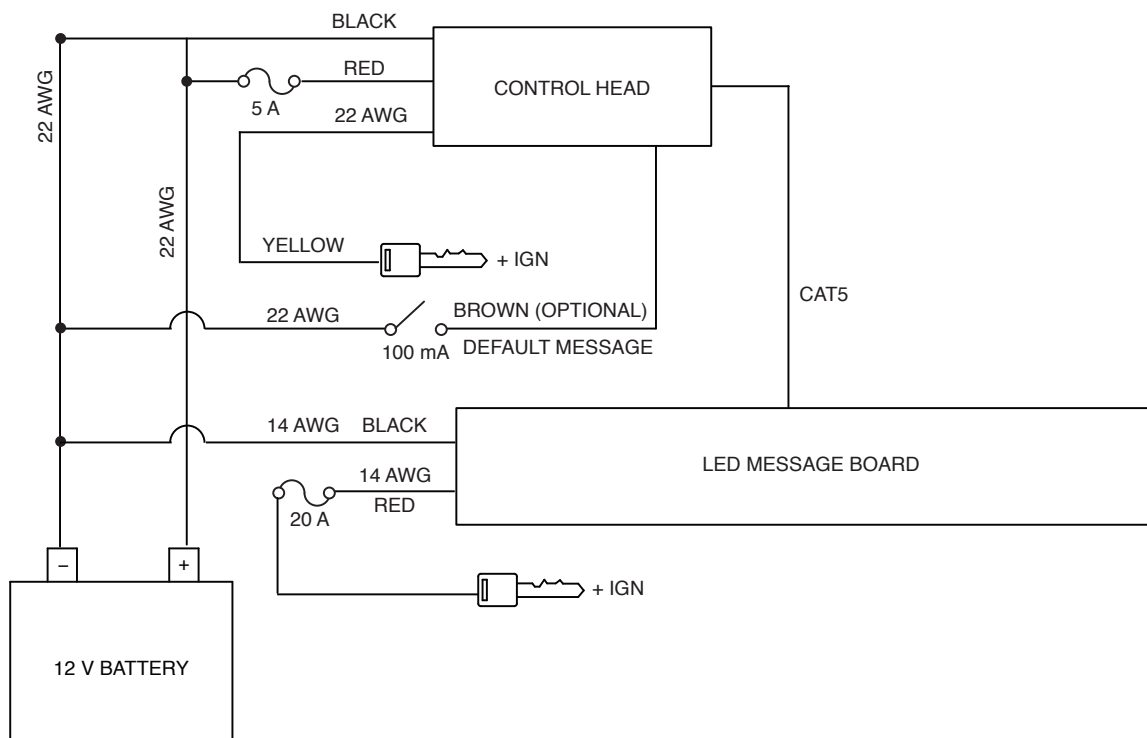 BLACK
RED
5 A
22 AWG
CONTROL HEAD
22 AWG
22 AWG
YELLOW
+ IGN
CAT5
22 AWG
100 mA
BROWN (OPTIONAL)
DEFAULT MESSAGE
14 AWG BLACK
14 AWG
RED
20 A
LED MESSAGE BOARD
+ IGN
– +
12 V BATTERY